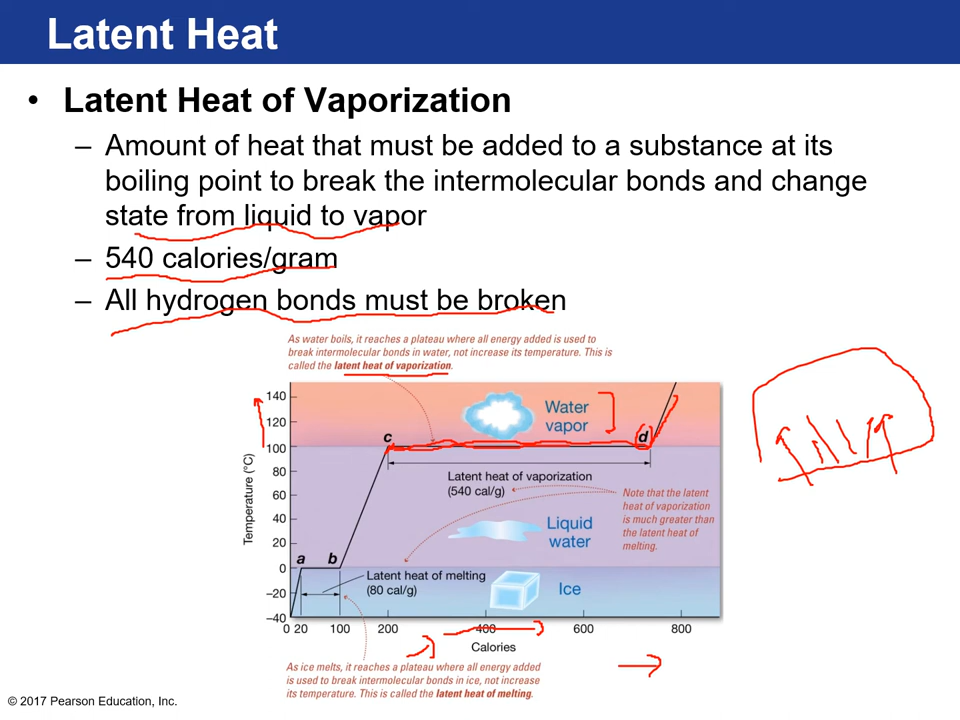 Latent Heat
• Latent Heat of Vaporization
– Amount of heat that must be added to a substance at its
boiling point to break the intermolecular bonds and change
state from liquid to vapor
– 540 calories/gram
– All hydrogen bonds must be broken
As water boils, it reaches a plateau where all energy added is used to
break intermolecular bonds in water, not increase its temperature. This is
called the latent heat of vaporization.
140
120
100
80
60
40
20
0
–20
–40
Temperature (°C)
Water
vapor
c
d
Latent heat of vaporization
(540 cal/g)
Note that the latent
heat of vaporization
is much greater than
the latent heat of
melting.
Liquid
water
a
b
Latent heat of melting
(80 cal/g)
Ice
0 20 100 200 400 600 800
Calories
As ice melts, it reaches a plateau where all energy added
is used to break intermolecular bonds in ice, not increase
its temperature. This is called the latent heat of melting.
© 2017 Pearson Education, Inc.